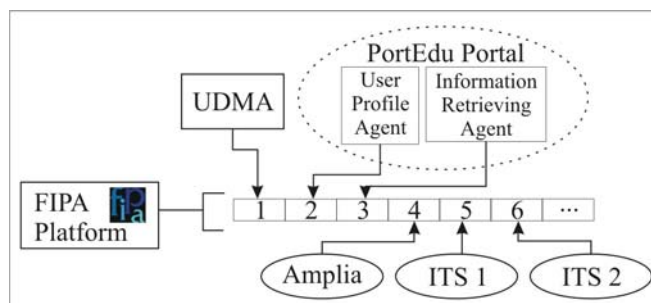 PortEdu Portal
UDMA
User
Profile
Agent
Information
Retrieving
Agent
FIPA
Platform
fipa
1 2 3 4 5 6 ...
Amplia
ITS 1
ITS 2